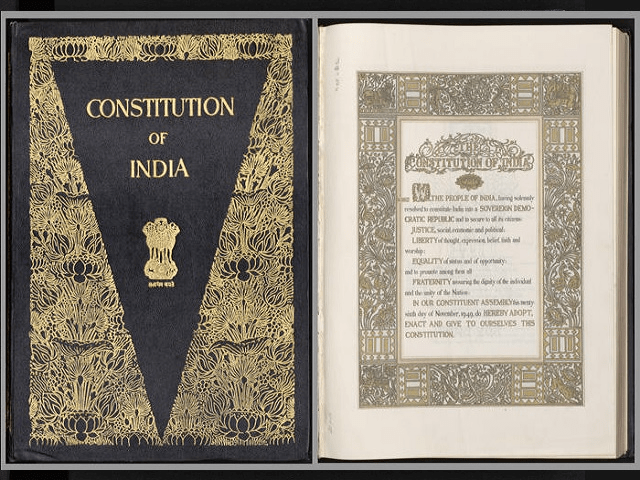 CONSTITUTION
OF
INDIA
सत्यमेव जयते
THE
CONSTITUTION OF INDIA
WE, THE PEOPLE OF INDIA, having solemnly
resolved to constitute India into a SOVEREIGN DEMO-
CRATIC REPUBLIC and to secure to all its citizens:
JUSTICE, social, economic and political;
LIBERTY of thought, expression, belief, faith and
worship;
EQUALITY of status and of opportunity;
and to promote among them all
FRATERNITY assuring the dignity of the individual
and the unity of the Nation;
IN OUR CONSTITUENT ASSEMBLY this twenty-
sixth day of November, 1949, do HEREBY ADOPT,
ENACT AND GIVE TO OURSELVES THIS
CONSTITUTION.